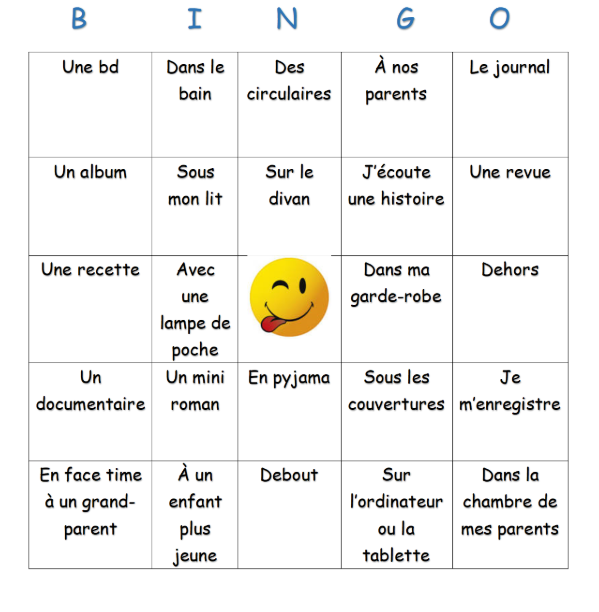 B I N G O
Une bd
Dans le
bain
Des
circulaires
À nos
parents
Le journal
Un album
Sous
mon lit
Sur le
divan
J'écoute
une histoire
Une revue
Une recette
Avec
une
lampe de
poche
Dans ma
garde-robe
Dehors
Un
documentaire
Un mini
roman
En pyjama
Sous les
couvertures
Je
m'enregistre
En face time
à un grand-
parent
À un
enfant
plus
jeune
Debout
Sur
l'ordinateur
ou la
tablette
Dans la
chambre de
mes parents